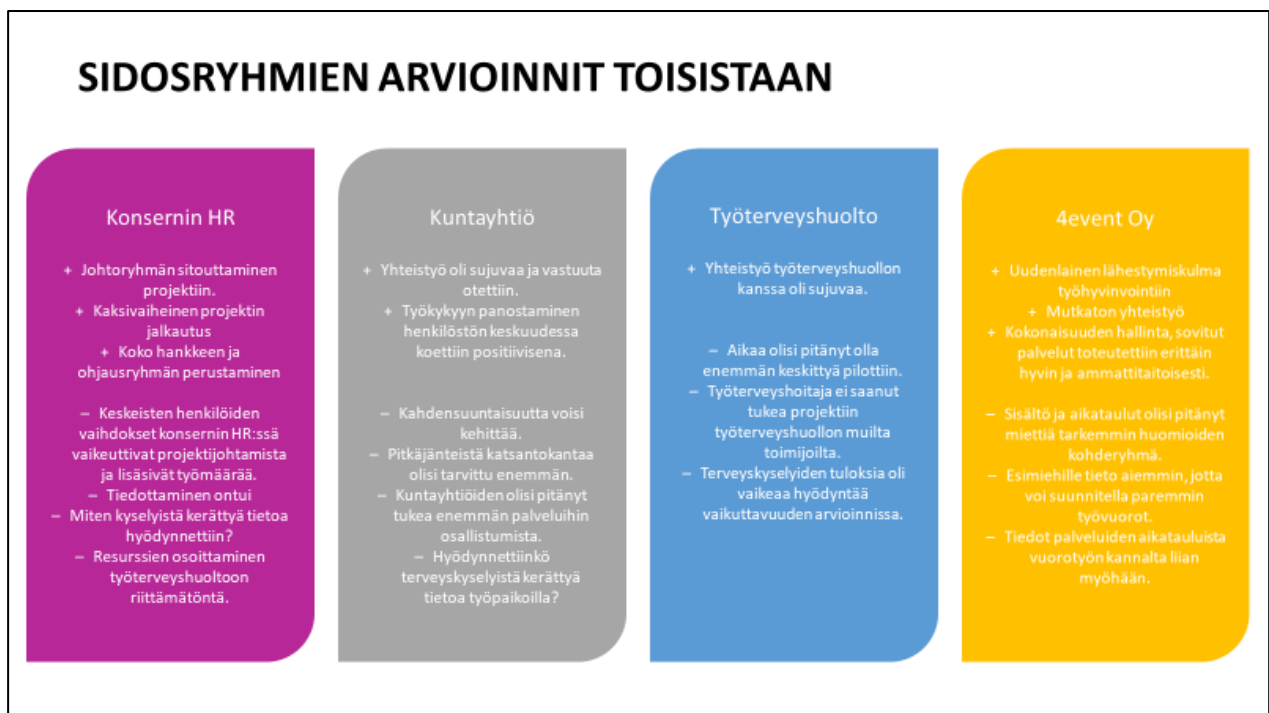 SIDOSRYHMIEN ARVIOINNIT TOISISTAAN
Konsernin HR
+ Johtoryhmän sitouttaminen
projektiin.
+ Kaksivaiheinen projektin
jalkautus
+ Koko hankkeen ja
ohjausryhmän perustaminen
– Keskeisten henkilöiden
vaihdokset konsernin HR:ssä
vaikeuttivat projektijohtamista
ja lisäsivät työmäärää.
– Tiedottaminen ontui
– Miten kyselyistä kerättyä tietoa
hyödynnettiin?
– Resurssien osoittaminen
työterveyshuoltoon
riittämätöntä.
Kuntayhtiö
+ Yhteistyö oli sujuvaa ja vastuuta
otettiin.
+ Työkykyyn panostaminen
henkilöstön keskuudessa
koettiin positiivisena.
– Kahdensuuntaisuutta voisi
kehittää.
– Pitkäjänteistä katsantokantaa
olisi tarvittu enemmän.
– Kuntayhtiöiden olisi pitänyt
tukea enemmän palveluihin
osallistumista.
– Hyödynnettiinkö
terveyskyselyistä kerättyä
tietoa työpaikoilla?
Työterveyshuolto
+ Yhteistyö työterveyshuollon
kanssa oli sujuvaa.
– Aikaa olisi pitänyt olla
enemmän keskittyä pilottiin.
– Työterveyshoitaja ei saanut
tukea projektiin
työterveyshuollon muilta
toimijoilta.
– Terveyskyselyiden tuloksia oli
vaikeaa hyödyntää
vaikuttavuuden arvioinnissa.
4event Oy
+ Uudenlainen lähestymiskulma
työhyvinvointiin
+ Mutkaton yhteistyö
+ Kokonaisuuden hallinta, sovitut
palvelut toteutettiin erittäin
hyvin ja ammattitaitoisesti.
– Sisältö ja aikataulut olisi pitänyt
miettiä tarkemmin huomioiden
kohderyhmä.
– Esimiehille tieto aiemmin, jotta
voi suunnitella paremmin
työvuorot.
– Tiedot palveluiden aikatauluista
vuorotyön kannalta liian
myöhään.